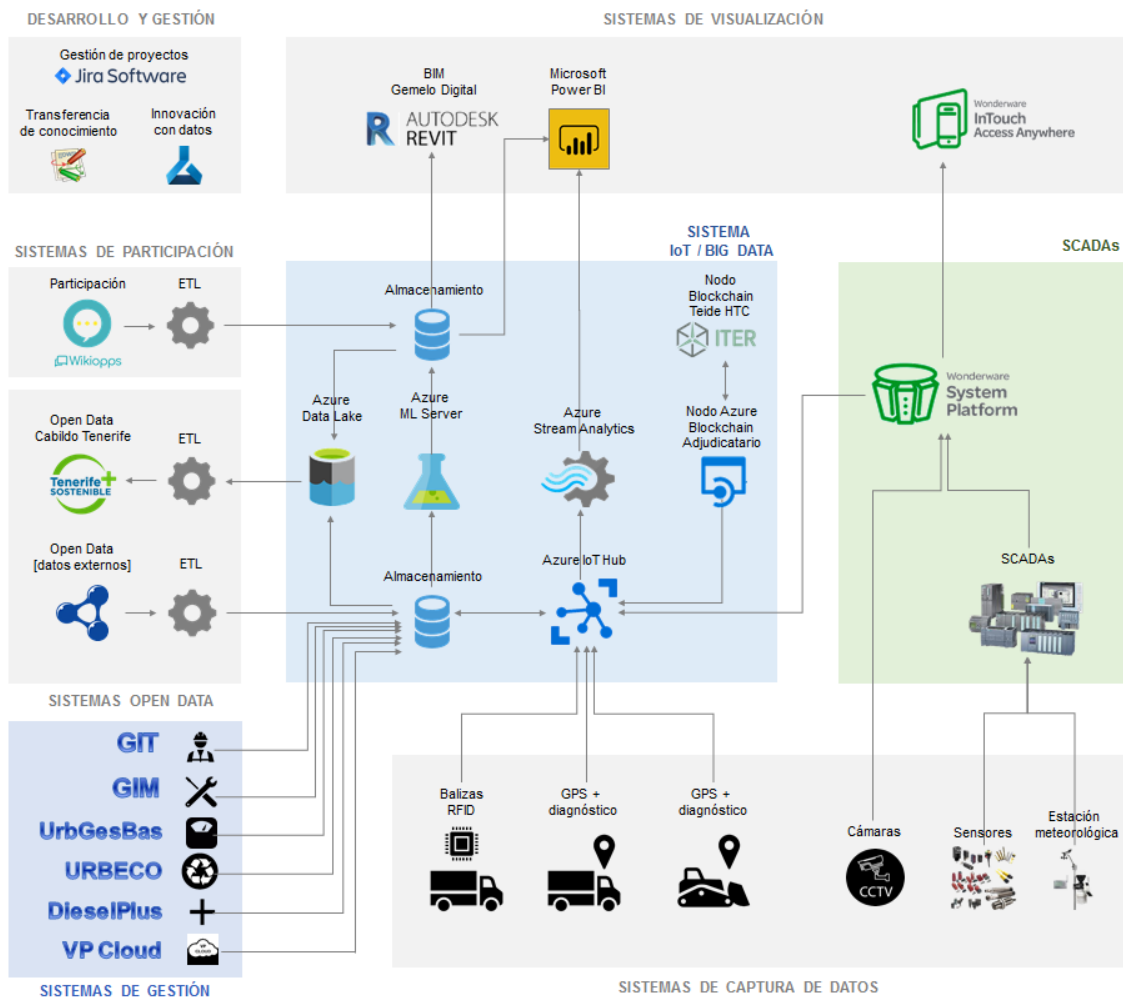 DESARROLLO Y GESTIÓN
Gestión de proyectos
Jira Software
Transferencia
de conocimiento
Innovación
con datos
SISTEMAS DE VISUALIZACIÓN
BIM
Gemelo Digital
AUTODESK
REVIT
Microsoft
Power BI
Wonderware
InTouch
Access Anywhere
SISTEMAS DE PARTICIPACIÓN
Participación
ETL
Wikiopps
Open Data
Cabildo Tenerife
ETL
Tenerife+
SOSTENIBLE
Open Data
[datos externos]
ETL
SISTEMAS OPEN DATA
SISTEMA
IoT / BIG DATA
Almacenamiento
Nodo
Blockchain
Teide HTC
ITER
Azure
Data Lake
Azure
ML Server
Azure
Stream Analytics
Nodo Azure
Blockchain
Adjudicatario
Almacenamiento
Azure IoT Hub
SCADAs
Wonderware
System
Platform
SCADAs
GIT
GIM
UrbGesBas
URBECO
DieselPlus
VP Cloud
SISTEMAS DE GESTIÓN
Balizas
RFID
GPS +
diagnóstico
GPS +
diagnóstico
Cámaras
CCTV
Sensores
Estación
meteorológica
SISTEMAS DE CAPTURA DE DATOS